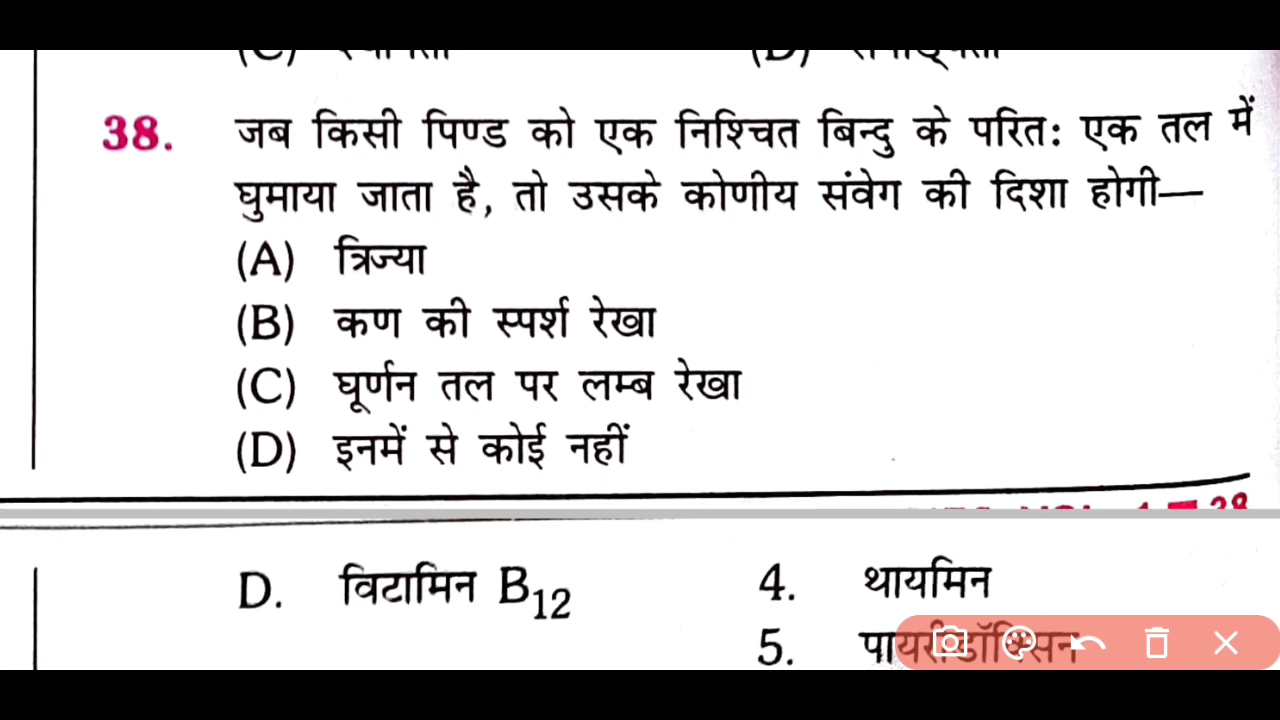 38. जब किसी पिण्ड को एक निश्चित बिन्दु के परितः एक तल में
घुमाया जाता है, तो उसके कोणीय संवेग की दिशा होगी—
(A) त्रिज्या
(B) कण की स्पर्श रेखा
(C) घूर्णन तल पर लम्ब रेखा
(D) इनमें से कोई नहीं
D. विटामिन B₁₂ 4. थायमिन
5. पायरीडॉक्सिन